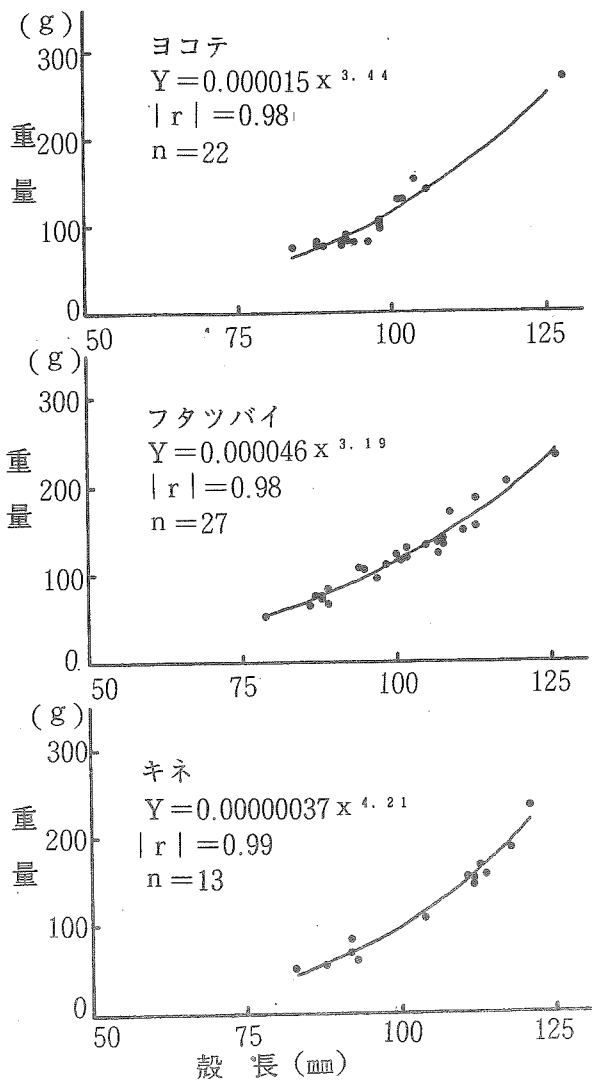 (g)
300
200
100
0
重
量
ヨコテ
Y=0.000015x^3.44
|r|=0.98
n=22
50 75 100 125
(g)
300
200
100
0
重
量
フタツバイ
Y=0.000046x^3.19
|r|=0.98
n=27
50 75 100 125
(g)
300
200
100
0
重
量
キネ
Y=0.00000037x^4.21
|r|=0.99
n=13
50 75 100 125
殻長(mm)